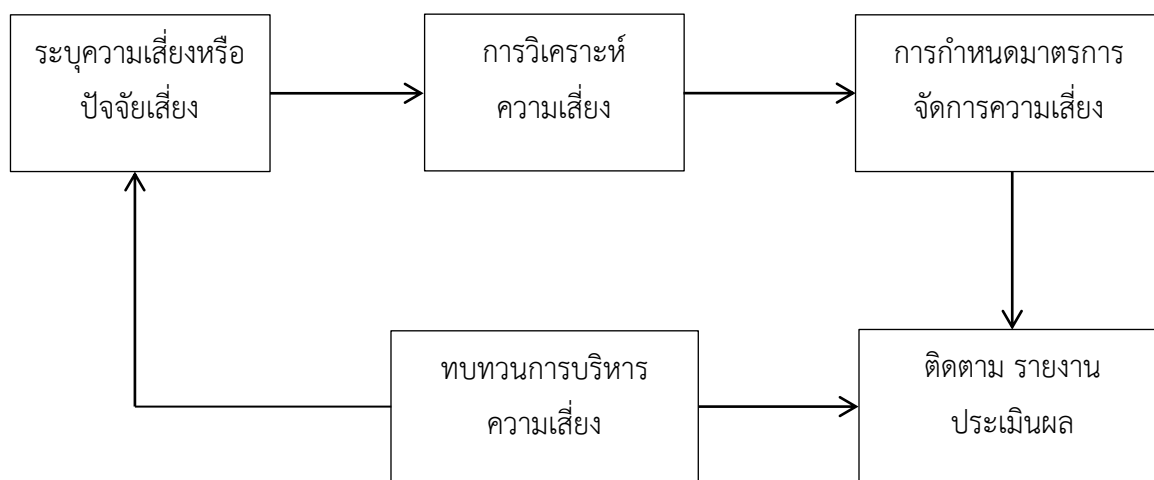 ระบุความเสี่ยงหรือ
ปัจจัยเสี่ยง
การวิเคราะห์
ความเสี่ยง
การกำหนดมาตรการ
จัดการความเสี่ยง
ทบทวนการบริหาร
ความเสี่ยง
ติดตาม รายงาน
ประเมินผล